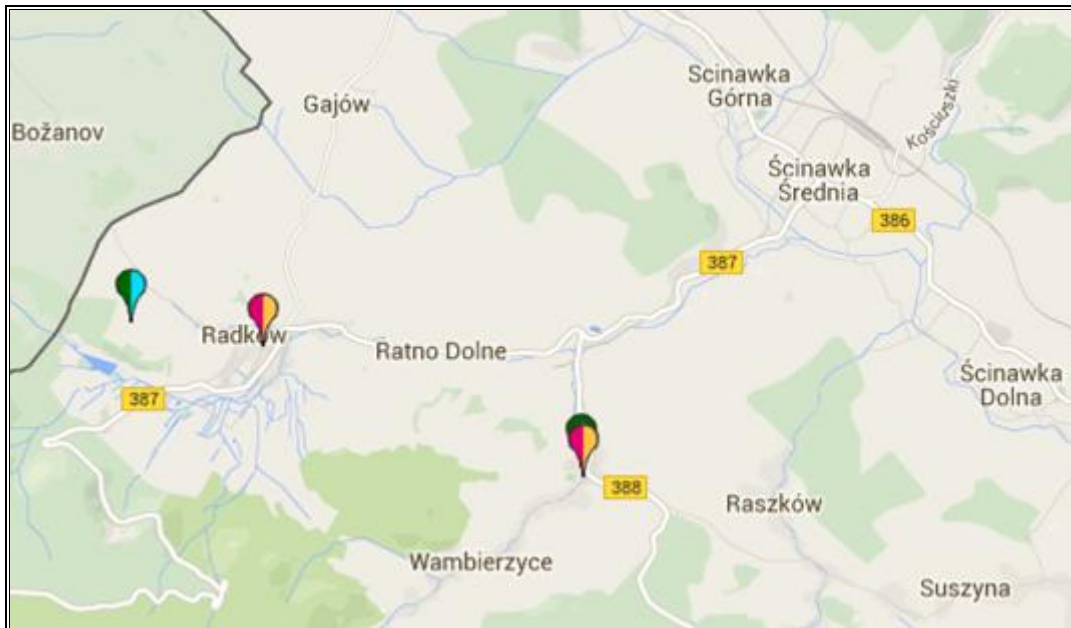 Scinawka
Górna
Gajów
Kościuszki
Božanov
Ścinawka
Średnia
386
387
Radków
Ratno Dolne
Ścinawka
Dolna
387
388
Raszków
Wambierzyce
Suszyna